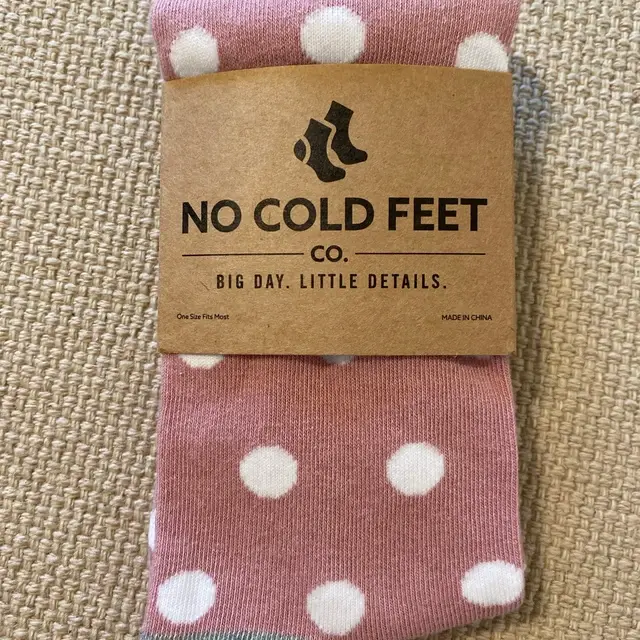 NO COLD FEET
CO.
BIG DAY. LITTLE DETAILS.
One Size Fits Most
MADE IN CHINA